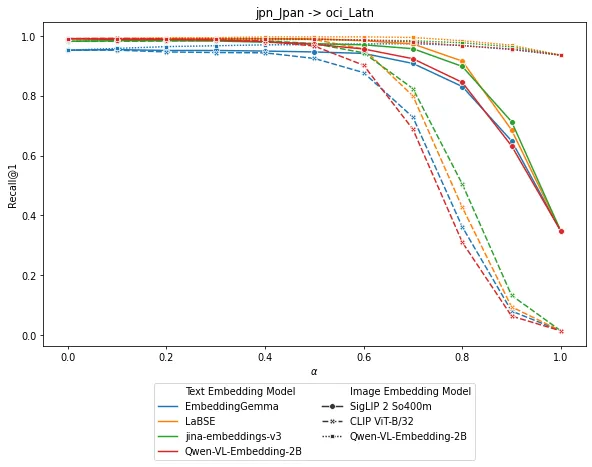 jpn_Jpan -> oci_Latn
Recall@1
1.0
0.8
0.6
0.4
0.2
0.0
0.0 0.2 0.4 0.6 0.8 1.0
α
Text Embedding Model
EmbeddingGemma
LaBSE
jina-embeddings-v3
Qwen-VL-Embedding-2B
Image Embedding Model
SigLIP 2 So400m
CLIP ViT-B/32
Qwen-VL-Embedding-2B